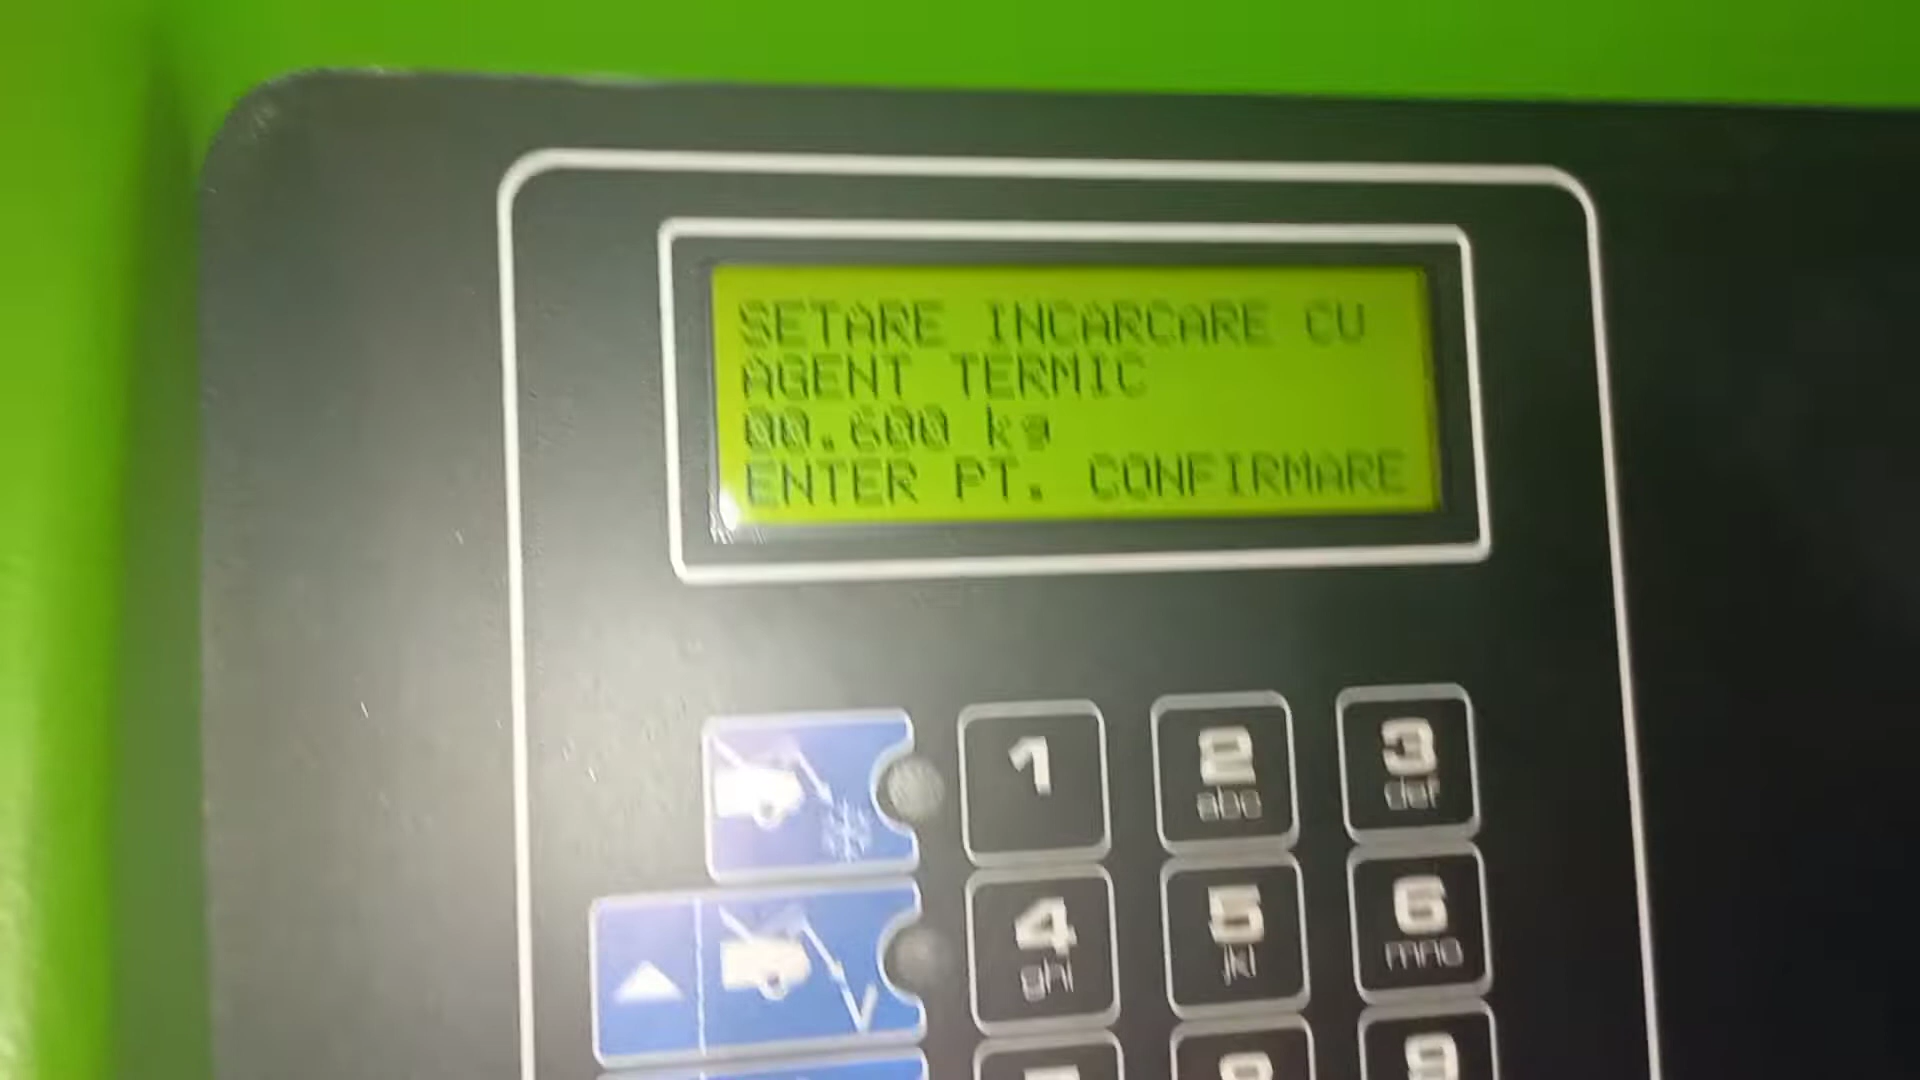 SETARE INCARCARE CU
AGENT TERMIC
00.600 kg
ENTER PT. CONFIRMARE
1
2
abc
3
def
4
ghi
5
jkl
6
mno
9